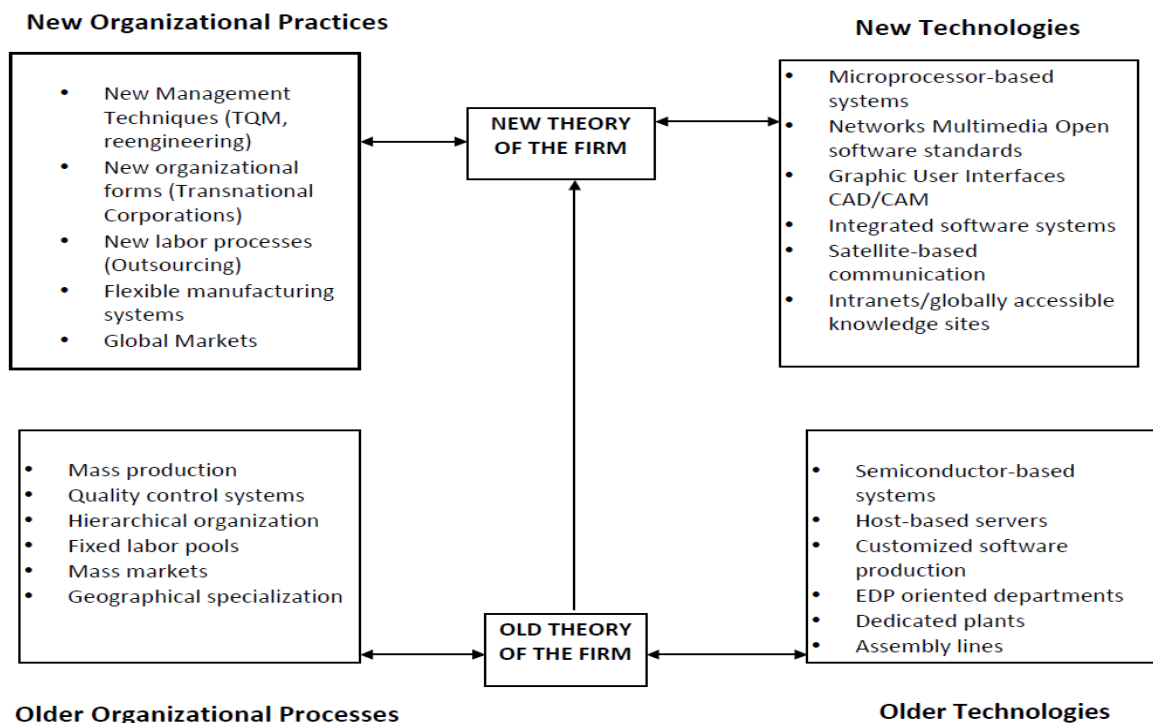 New Organizational Practices
• New Management
Techniques (TQM,
reengineering)
• New organizational
forms (Transnational
Corporations)
• New labor processes
(Outsourcing)
• Flexible manufacturing
systems
• Global Markets
NEW THEORY
OF THE FIRM
New Technologies
• Microprocessor-based
systems
• Networks Multimedia Open
software standards
• Graphic User Interfaces
CAD/CAM
• Integrated software systems
• Satellite-based
communication
• Intranets/globally accessible
knowledge sites
• Mass production
• Quality control systems
• Hierarchical organization
• Fixed labor pools
• Mass markets
• Geographical specialization
Older Organizational Processes
OLD THEORY
OF THE FIRM
• Semiconductor-based
systems
• Host-based servers
• Customized software
production
• EDP oriented departments
• Dedicated plants
• Assembly lines
Older Technologies